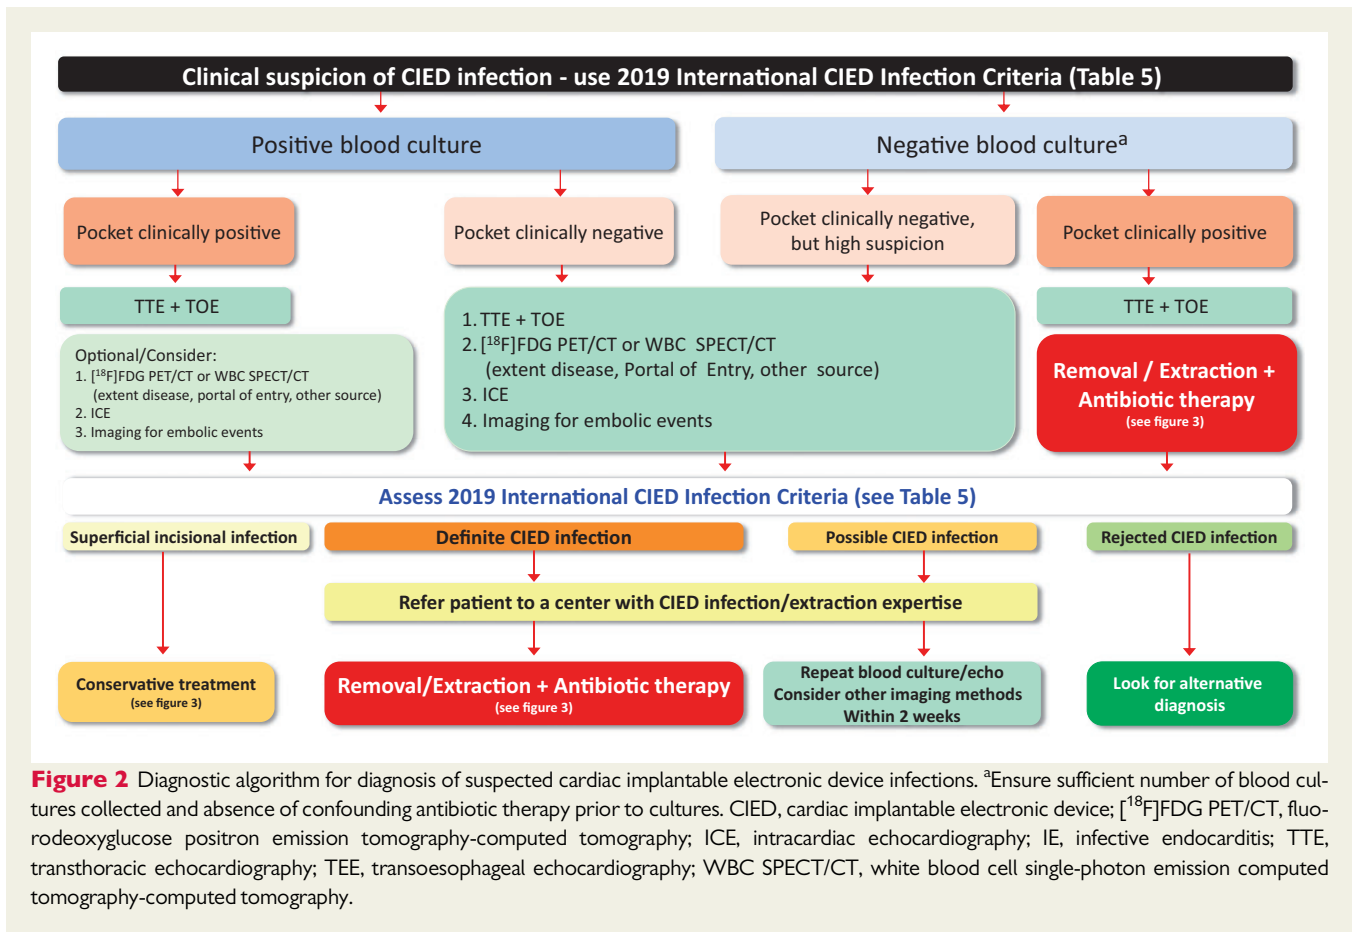 Clinical suspicion of CIED infection - use 2019 International CIED Infection Criteria (Table 5)
Positive blood culture
Negative blood cultureᵃ
Pocket clinically positive
Pocket clinically negative
Pocket clinically negative,
but high suspicion
Pocket clinically positive
TTE + TOE
Optional/Consider:
1. [¹⁸F]FDG PET/CT or WBC SPECT/CT
(extent disease, portal of entry, other source)
2. ICE
3. Imaging for embolic events
1. TTE + TOE
2. [¹⁸F]FDG PET/CT or WBC SPECT/CT
(extent disease, Portal of Entry, other source)
3. ICE
4. Imaging for embolic events
TTE + TOE
Removal / Extraction +
Antibiotic therapy
(see figure 3)
Assess 2019 International CIED Infection Criteria (see Table 5)
Superficial incisional infection
Definite CIED infection
Possible CIED infection
Rejected CIED infection
Refer patient to a center with CIED infection/extraction expertise
Conservative treatment
(see figure 3)
Removal/Extraction + Antibiotic therapy
(see figure 3)
Repeat blood culture/echo
Consider other imaging methods
Within 2 weeks
Look for alternative
diagnosis
Figure 2 Diagnostic algorithm for diagnosis of suspected cardiac implantable electronic device infections. ᵃEnsure sufficient number of blood cul-
tures collected and absence of confounding antibiotic therapy prior to cultures. CIED, cardiac implantable electronic device; [¹⁸F]FDG PET/CT, fluo-
rodeoxyglucose positron emission tomography-computed tomography; ICE, intracardiac echocardiography; IE, infective endocarditis; TTE,
transthoracic echocardiography; TEE, transoesophageal echocardiography; WBC SPECT/CT, white blood cell single-photon emission computed
tomography-computed tomography.